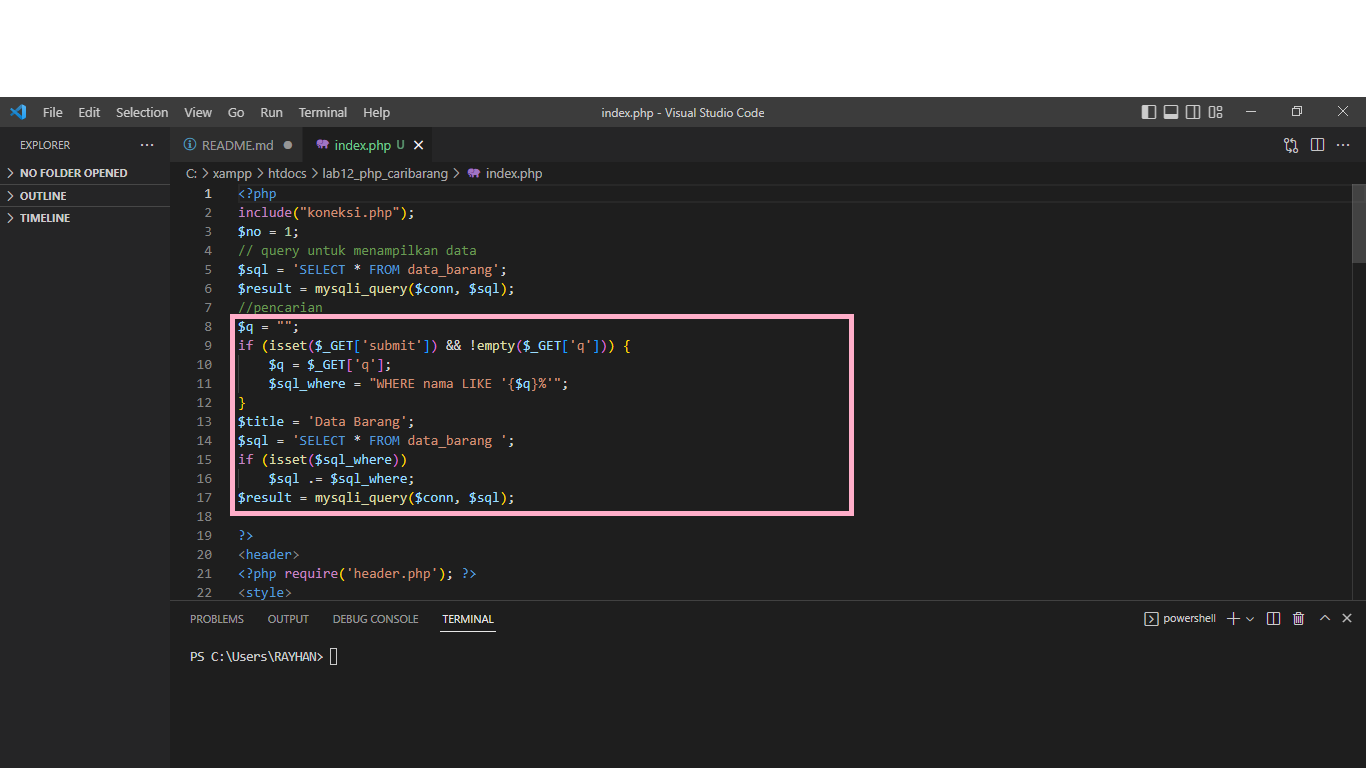 File Edit Selection View Go Run Terminal Help index.php - Visual Studio Code
EXPLORER
NO FOLDER OPENED
OUTLINE
TIMELINE
README.md index.php U
C: > xampp > htdocs > lab12_php_caribarang > index.php
1 <?php
2 include("koneksi.php");
3 $no = 1;
4 // query untuk menampilkan data
5 $sql = 'SELECT * FROM data_barang';
6 $result = mysqli_query($conn, $sql);
7 //pencarian
8 $q = "";
9 if (isset($_GET['submit']) && !empty($_GET['q'])) {
10     $q = $_GET['q'];
11     $sql_where = "WHERE nama LIKE '{$q}%'";
12 }
13 $title = 'Data Barang';
14 $sql = 'SELECT * FROM data_barang ';
15 if (isset($sql_where))
16     $sql .= $sql_where;
17 $result = mysqli_query($conn, $sql);
18
19 ?>
20 <header>
21 <?php require('header.php'); ?>
22 <style>
PROBLEMS OUTPUT DEBUG CONSOLE TERMINAL powershell
PS C:\Users\RAYHAN>